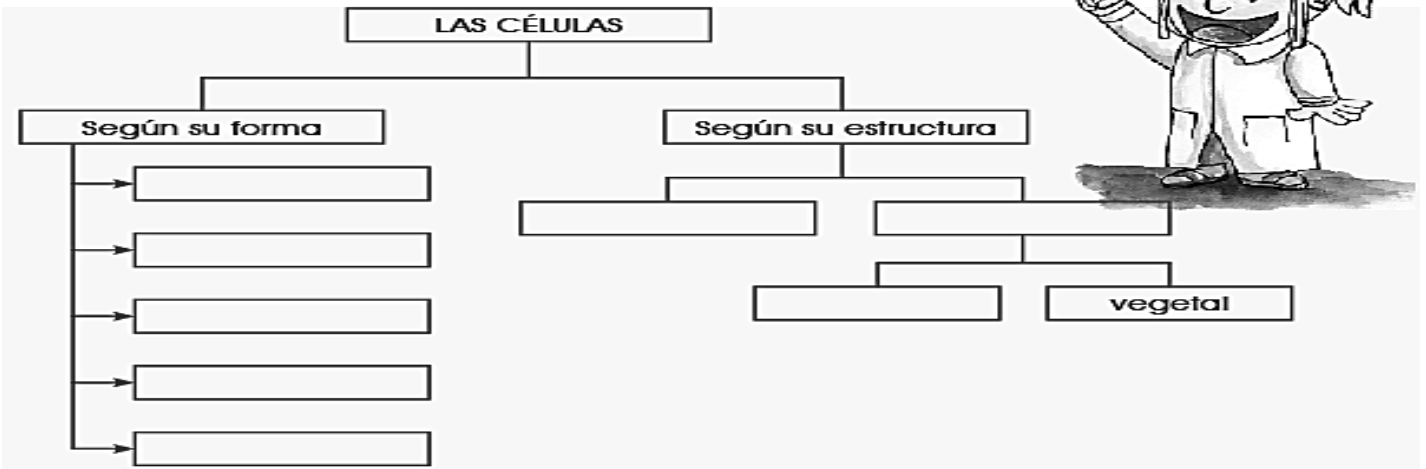 LAS CÉLULAS
Según su forma
Según su estructura
vegetal